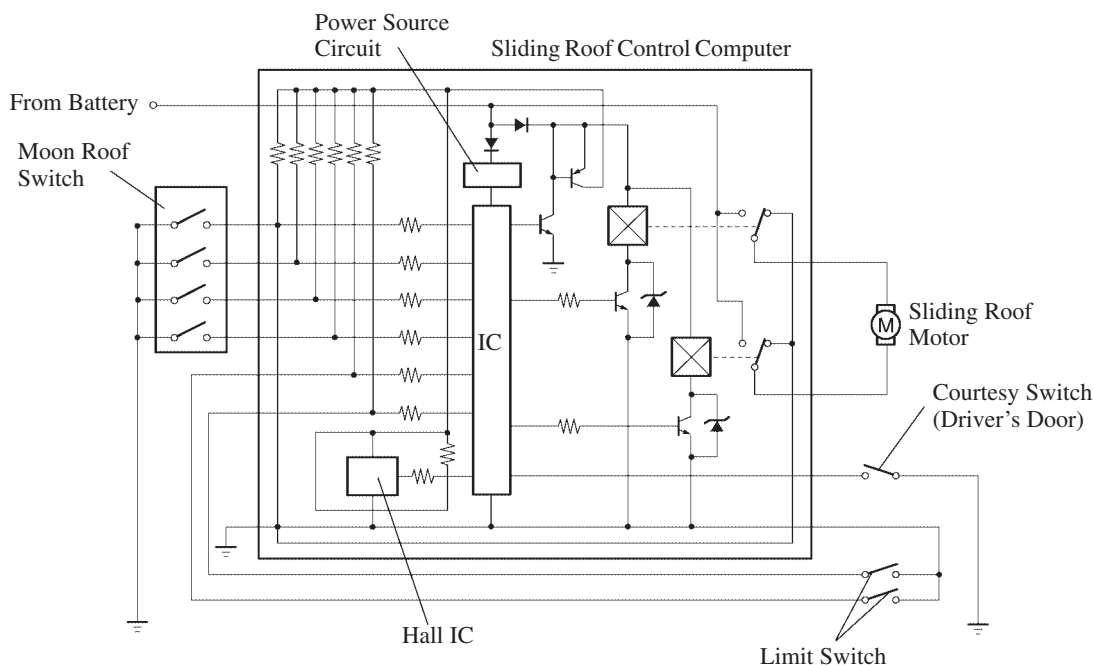 Power Source
Circuit
Sliding Roof Control Computer
From Battery
Moon Roof
Switch
IC
M
Sliding Roof
Motor
Courtesy Switch
(Driver's Door)
Hall IC
Limit Switch